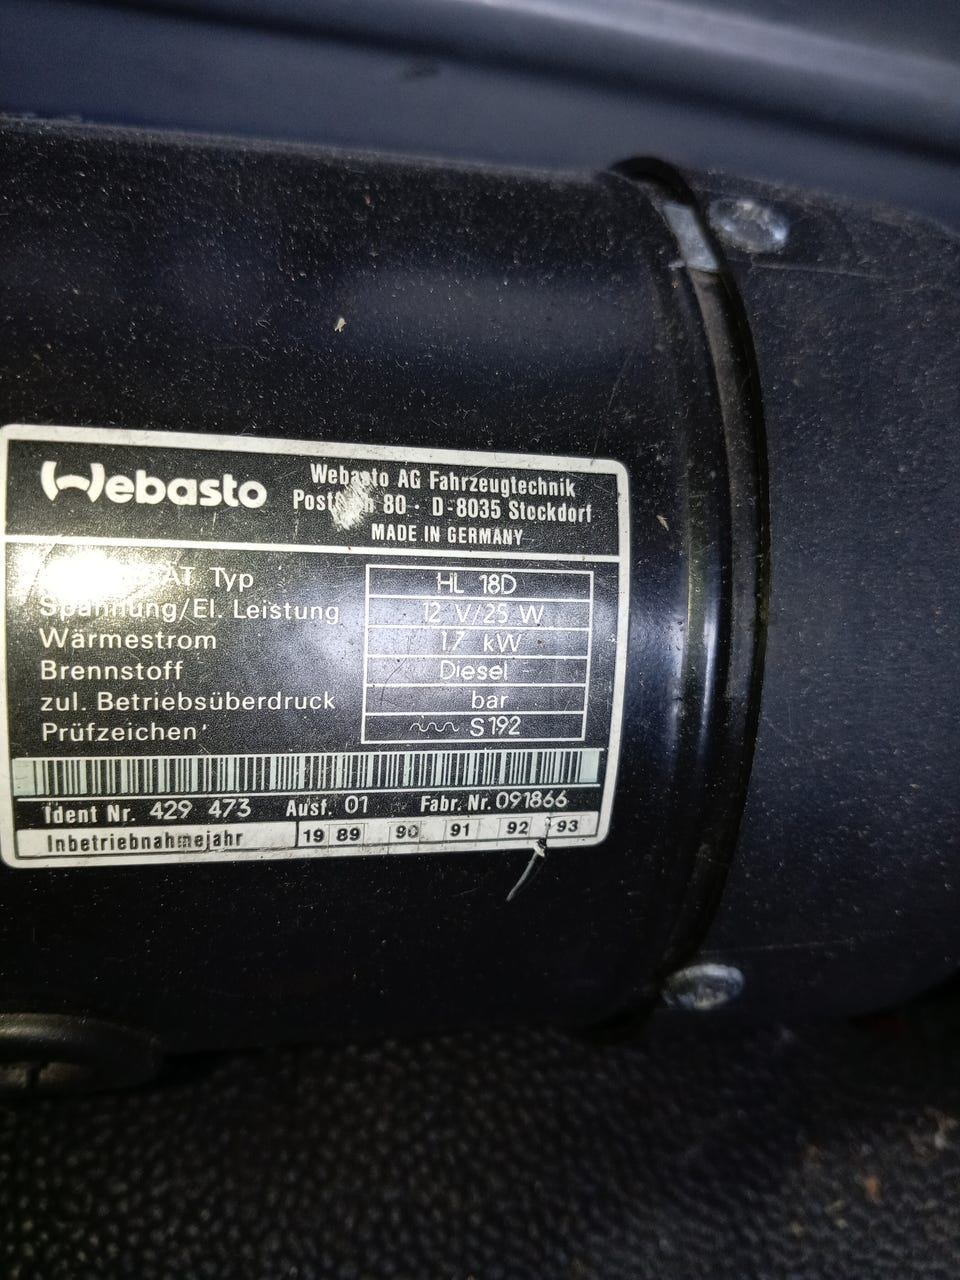 Webasto
Webasto AG Fahrzeugtechnik
80 · D-8035 Stockdorf
MADE IN GERMANY
Typ HL 18D
Spannung/El. Leistung 12 V/25 W
Wärmestrom 1.7 kW
Brennstoff Diesel
zul. Betriebsüberdruck bar
Prüfzeichen S192
Ident Nr. 429 473 Ausf. 01 Fabr. Nr. 091866
Inbetriebnahmejahr 19 89 90 91 92 93